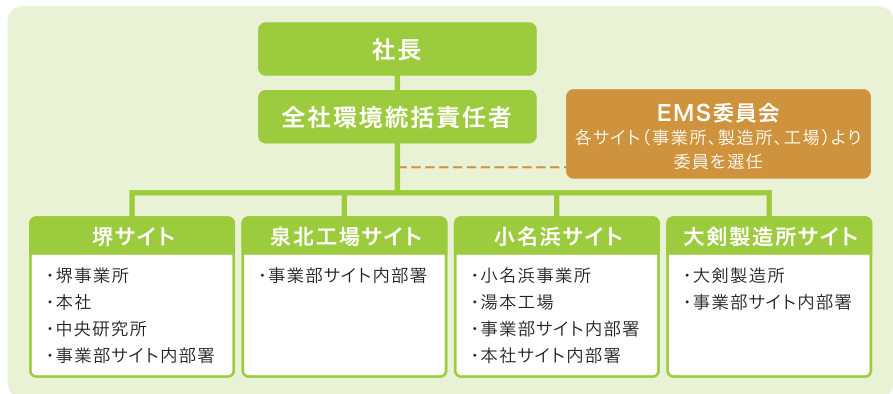 社長
全社環境統括責任者
EMS委員会
各サイト（事業所、製造所、工場）より
委員を選任
堺サイト
・堺事業所
・本社
・中央研究所
・事業部サイト内部署
泉北工場サイト
・事業部サイト内部署
小名浜サイト
・小名浜事業所
・湯本工場
・事業部サイト内部署
・本社サイト内部署
大剣製造所サイト
・大剣製造所
・事業部サイト内部署